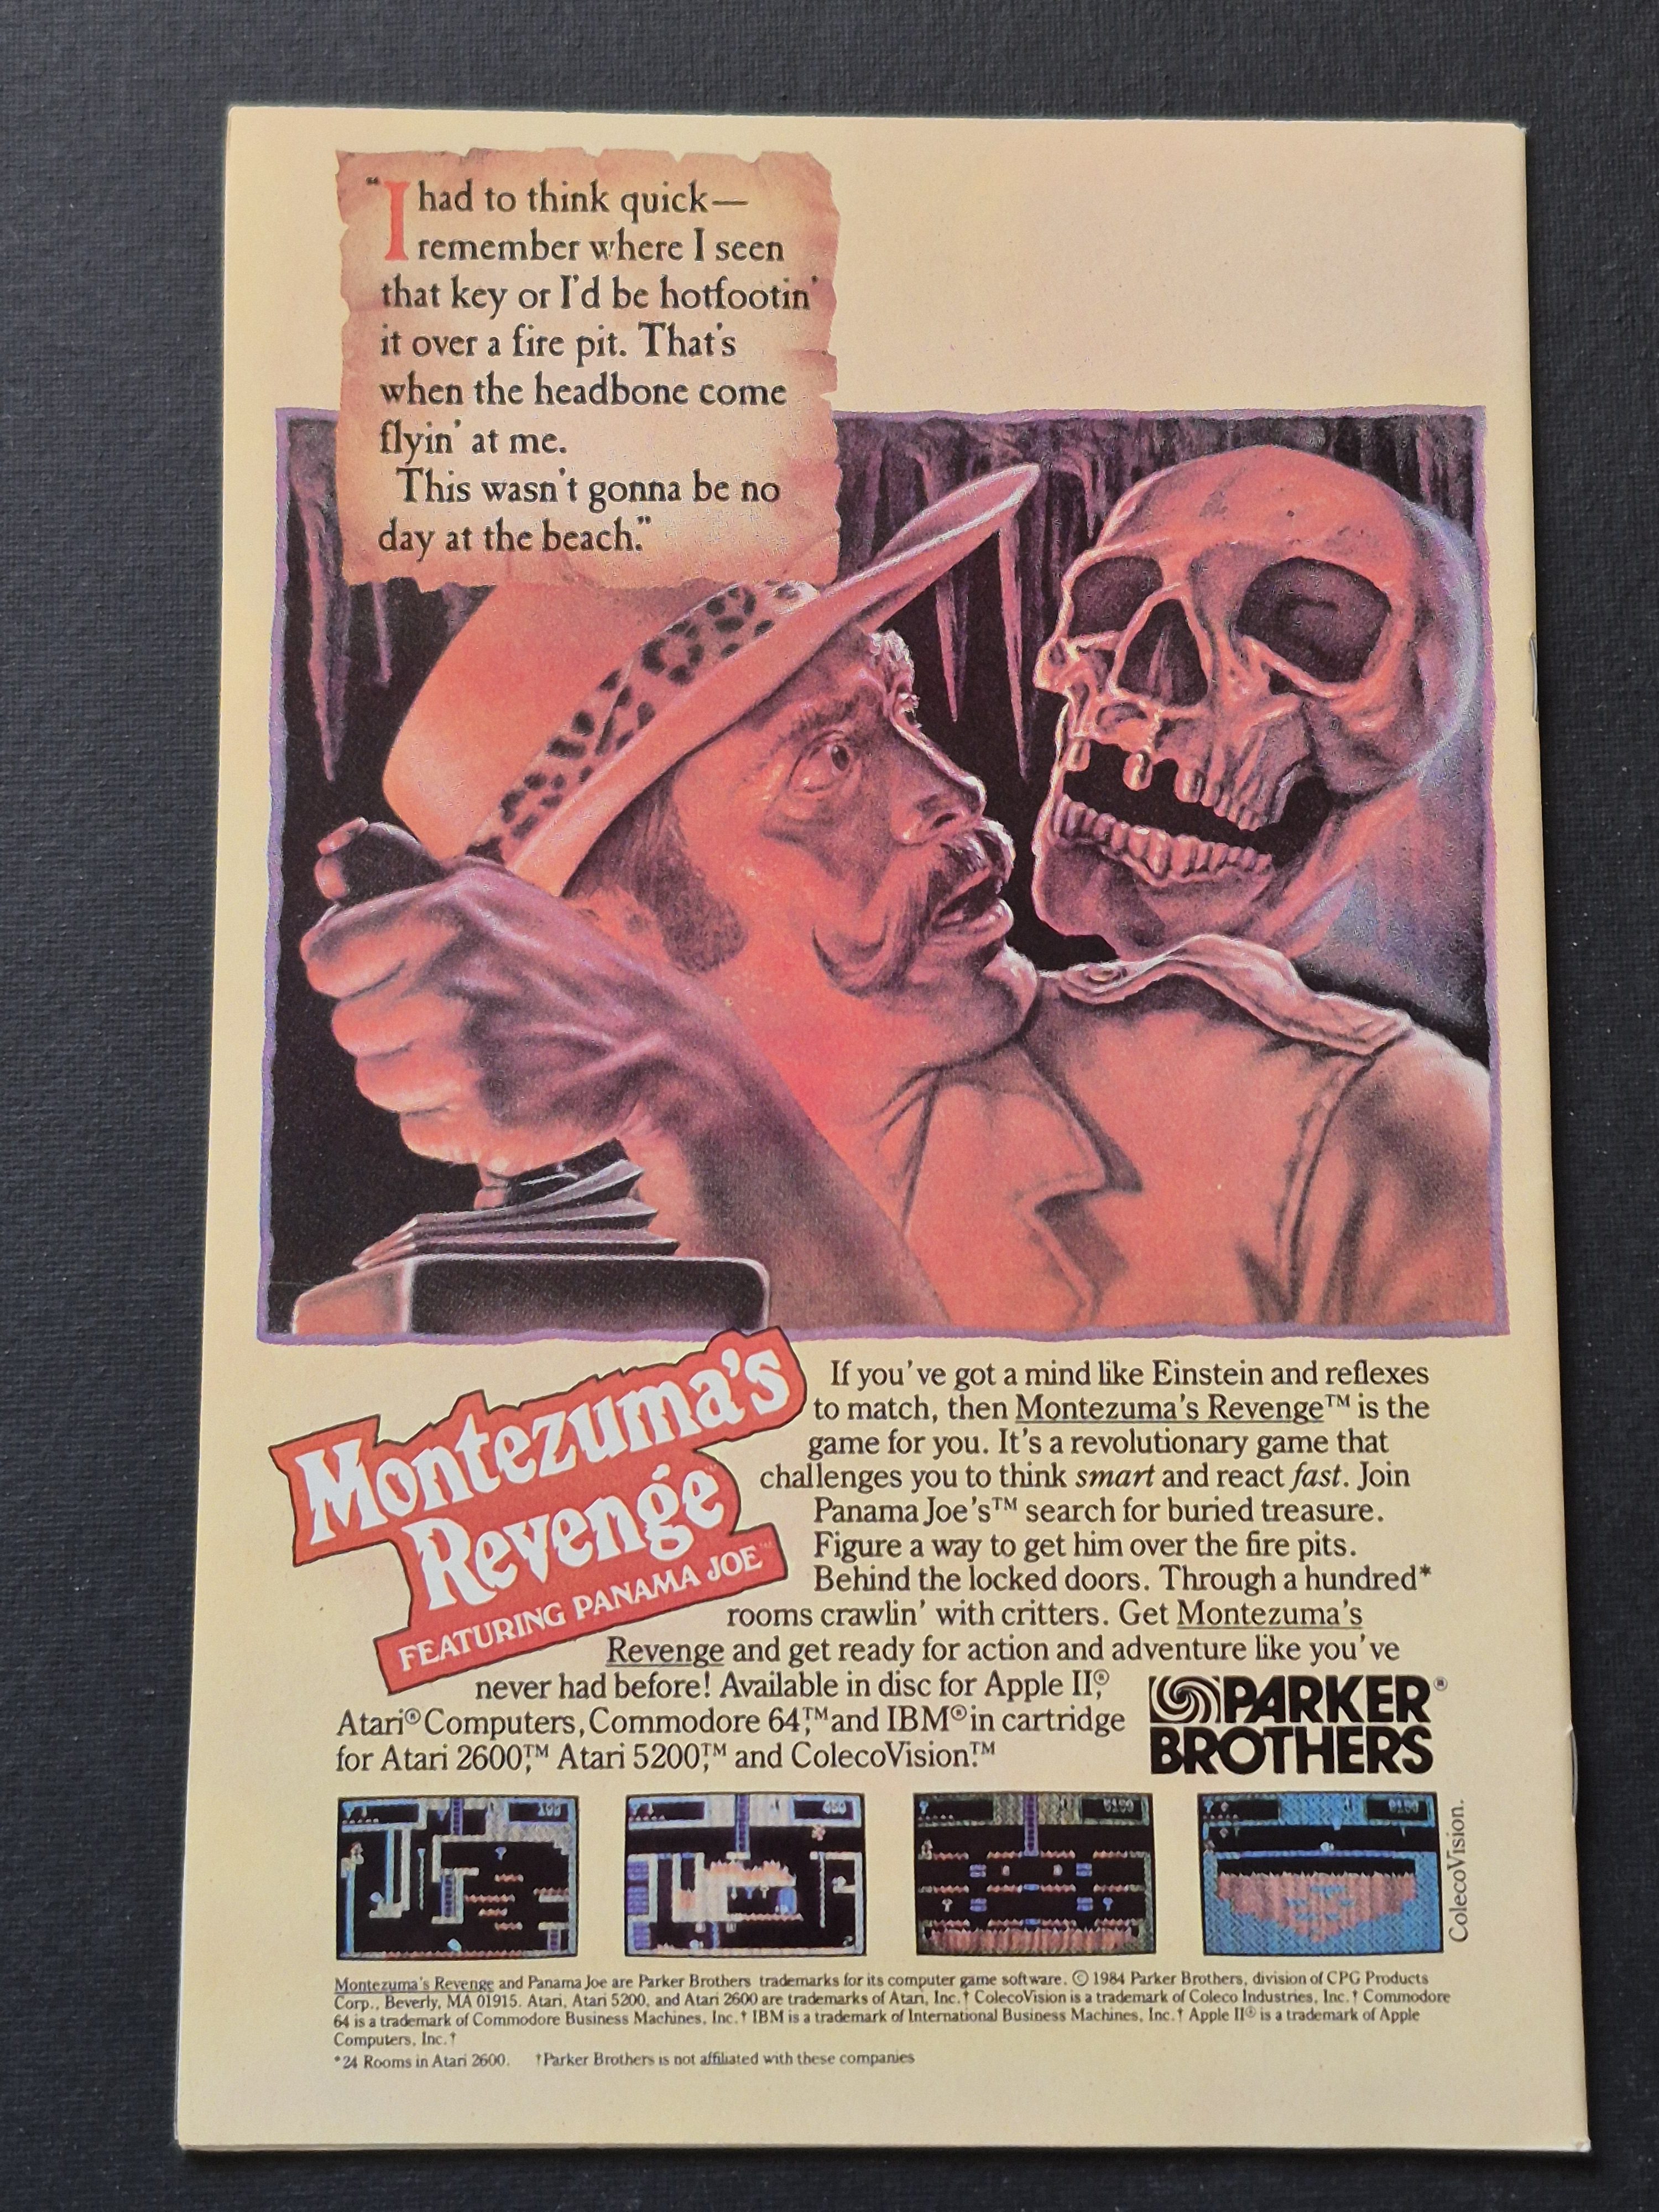 “I had to think quick—
remember where I seen
that key or I'd be hotfootin'
it over a fire pit. That's
when the headbone come
flyin' at me.
This wasn't gonna be no
day at the beach.”
Montezuma's
Revenge™
FEATURING PANAMA JOE™
If you've got a mind like Einstein and reflexes
to match, then Montezuma's Revenge™ is the
game for you. It's a revolutionary game that
challenges you to think smart and react fast. Join
Panama Joe's™ search for buried treasure.
Figure a way to get him over the fire pits.
Behind the locked doors. Through a hundred*
rooms crawlin' with critters. Get Montezuma's
Revenge and get ready for action and adventure like you've
never had before! Available in disc for Apple II,®
Atari® Computers, Commodore 64,™ and IBM® in cartridge
for Atari 2600,™ Atari 5200,™ and ColecoVision.™
PARKER
BROTHERS®
100
400
6100
8100
ColecoVision.
Montezuma's Revenge and Panama Joe are Parker Brothers trademarks for its computer game software. © 1984 Parker Brothers, division of CPG Products
Corp., Beverly, MA 01915. Atari, Atari 5200, and Atari 2600 are trademarks of Atari, Inc.† ColecoVision is a trademark of Coleco Industries, Inc.† Commodore
64 is a trademark of Commodore Business Machines, Inc.† IBM is a trademark of International Business Machines, Inc.† Apple II® is a trademark of Apple
Computers, Inc.†
*24 Rooms in Atari 2600. †Parker Brothers is not affiliated with these companies